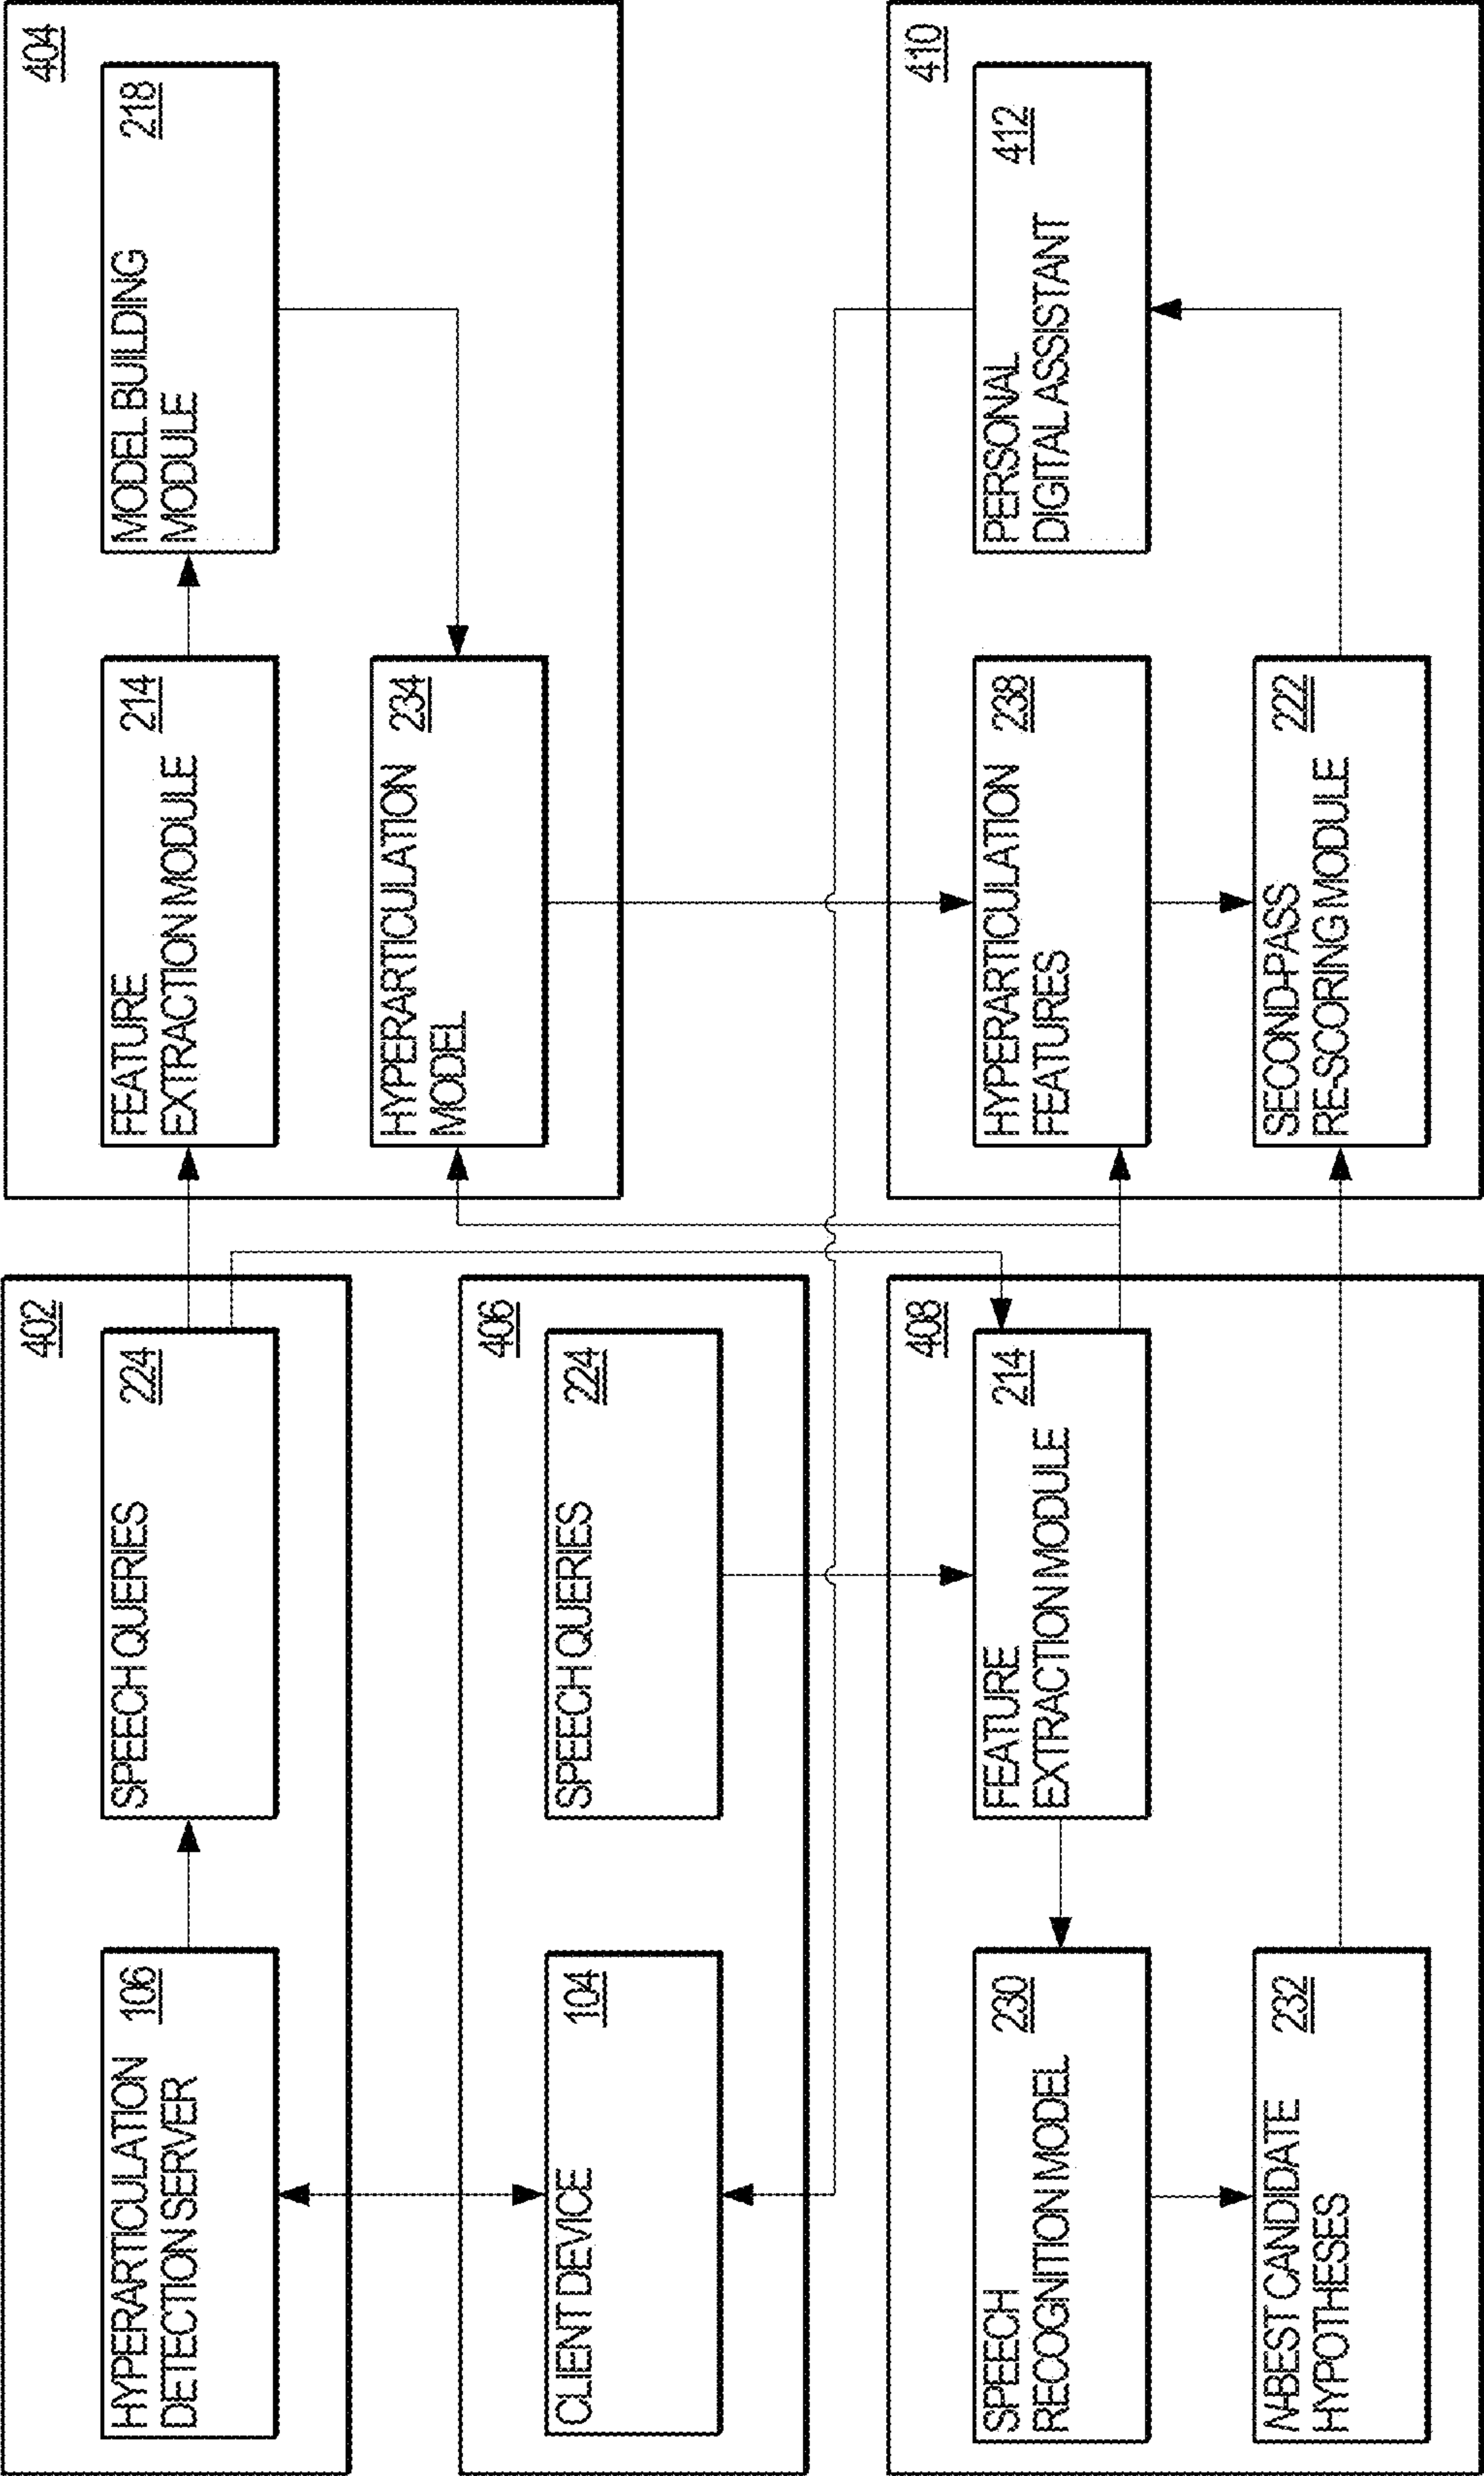 402
HYPERARTICULATION 106
DETECTION SERVER
SPEECH QUERIES 224
404
FEATURE 214
EXTRACTION MODULE
MODEL BUILDING 218
MODULE
HYPERARTICULATION 234
MODEL
406
CLIENT DEVICE 104
SPEECH QUERIES 224
408
SPEECH 230
RECOGNITION MODEL
FEATURE 214
EXTRACTION MODULE
N-BEST CANDIDATE 232
HYPOTHESES
410
HYPERARTICULATION 238
FEATURES
PERSONAL 412
DIGITAL ASSISTANT
SECOND-PASS 222
RE-SCORING MODULE